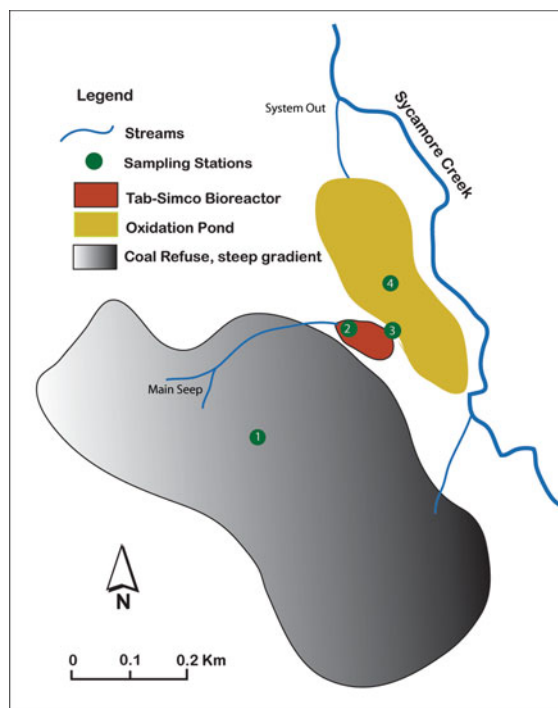 System Out
Sycamore Creek
Legend
Streams
Sampling Stations
Tab-Simco Bioreactor
Oxidation Pond
Coal Refuse, steep gradient
4
2
3
Main Seep
1
N
0 0.1 0.2 Km